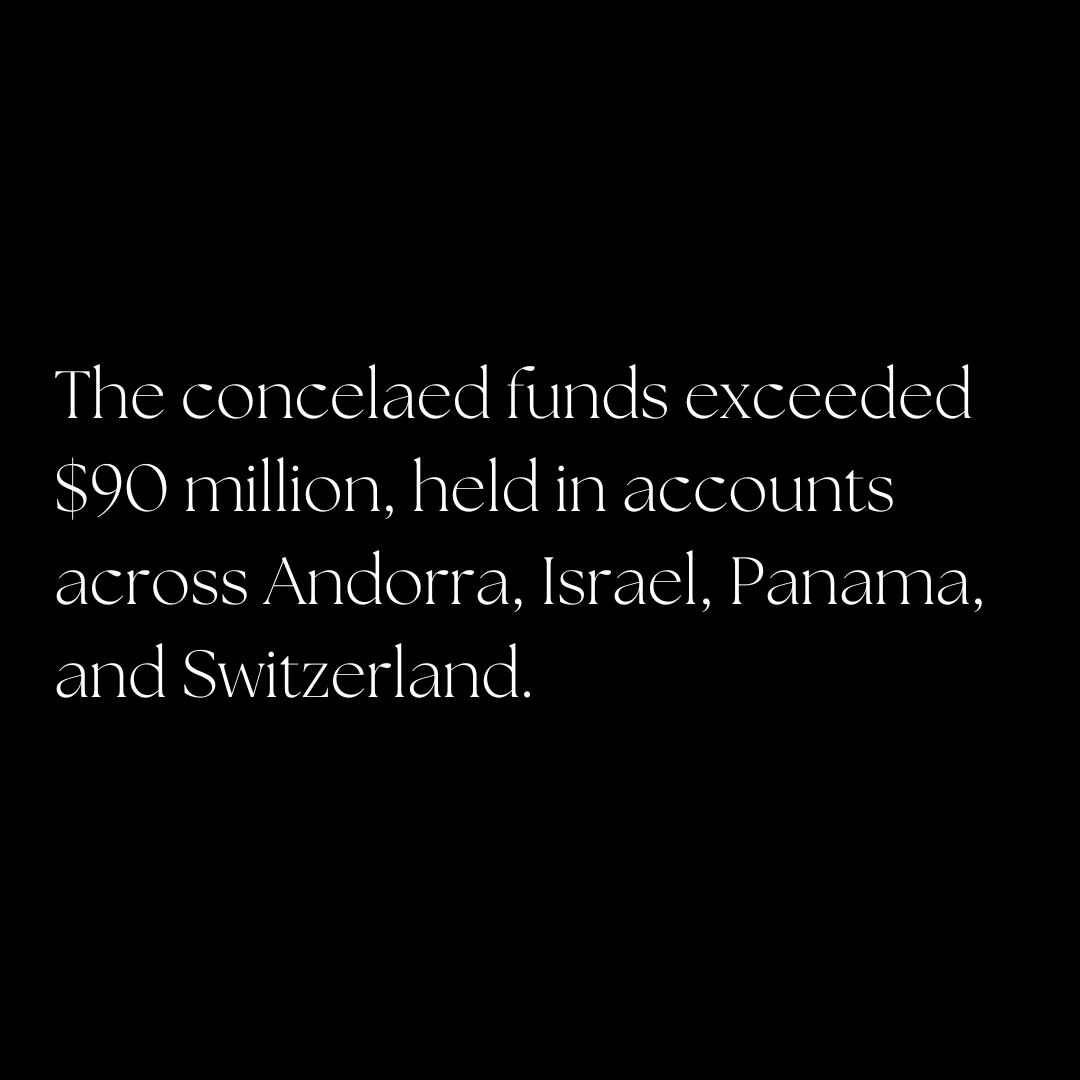 The concelaed funds exceeded
$90 million, held in accounts
across Andorra, Israel, Panama,
and Switzerland.